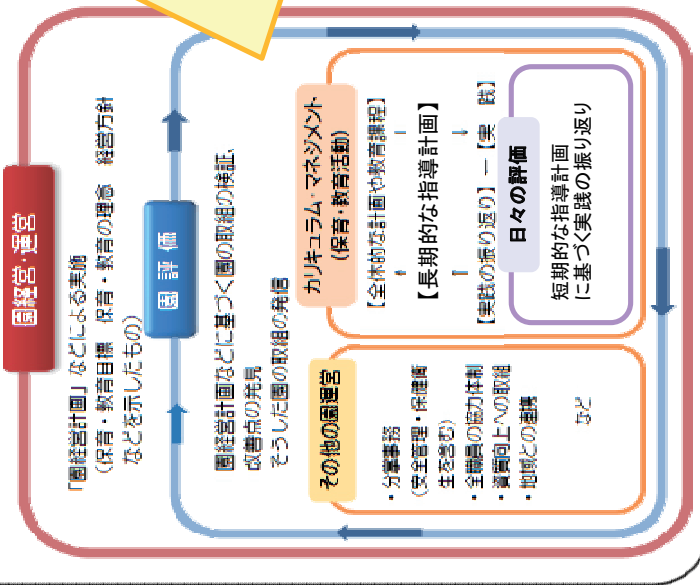 園経営・運営
「園経営計画」などによる実施
（保育・教育目標　保育・教育の理念　経営方針
などを示したもの）
園評価
園経営計画などに基づく園の取組の検証、
改善点の発見
そうした園の取組の発信
その他の園運営
・分掌事務
（安全管理・保健衛
生を含む）
・全職員の協力体制
・資質向上への取組
・地域との連携
など
カリキュラム・マネジメント
（保育・教育活動）
【全体的な計画や教育課程】
【長期的な指導計画】
【実践の振り返り】ー【実　践】
日々の評価
短期的な指導計画
に基づく実践の振り返り